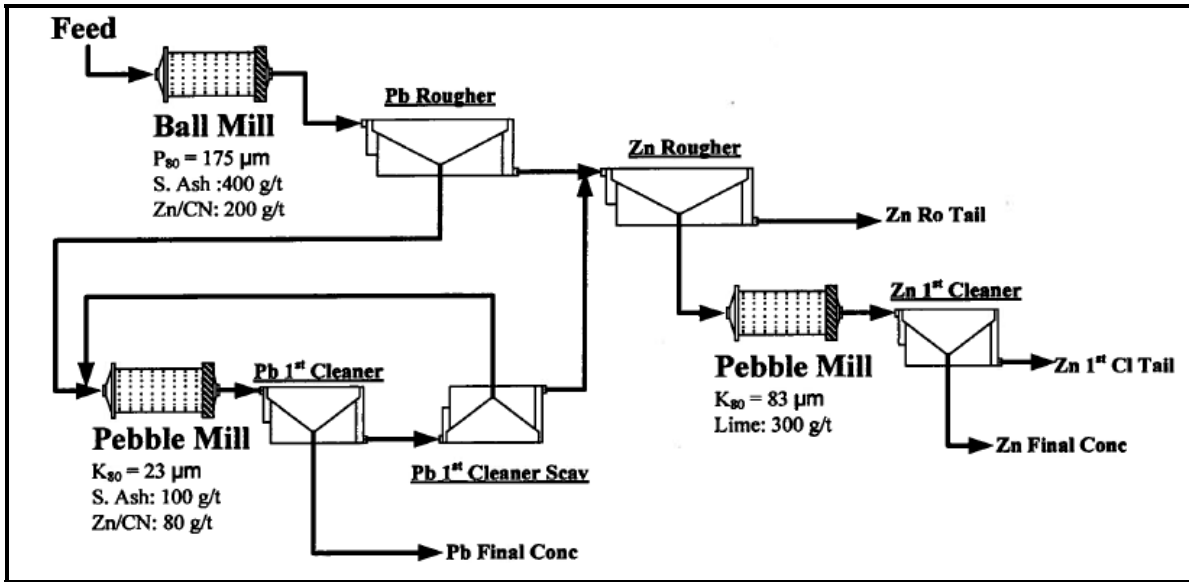 Feed
Ball Mill
P80 = 175 µm
S. Ash :400 g/t
Zn/CN: 200 g/t
Pb Rougher
Zn Rougher
Zn Ro Tail
Pebble Mill
K80 = 83 µm
Lime: 300 g/t
Zn 1st Cleaner
Zn 1st Cl Tail
Zn Final Conc
Pebble Mill
K80 = 23 µm
S. Ash: 100 g/t
Zn/CN: 80 g/t
Pb 1st Cleaner
Pb 1st Cleaner Scav
Pb Final Conc